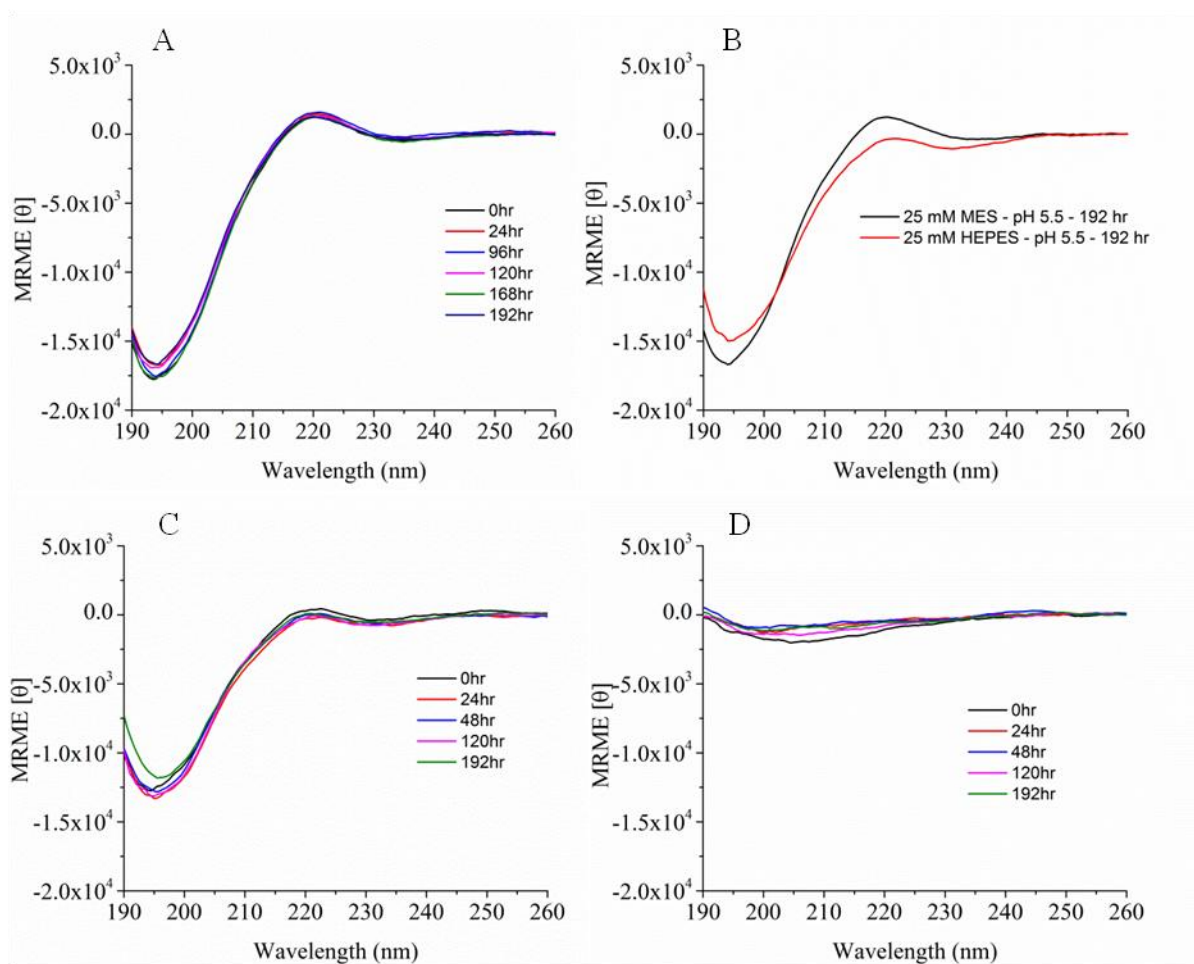 A
5.0x10³
0.0
-5.0x10³
-1.0x10⁴
-1.5x10⁴
-2.0x10⁴
MRME [θ]
0hr
24hr
96hr
120hr
168hr
192hr
190 200 210 220 230 240 250 260
Wavelength (nm)
B
5.0x10³
0.0
-5.0x10³
-1.0x10⁴
-1.5x10⁴
-2.0x10⁴
MRME [θ]
25 mM MES - pH 5.5 - 192 hr
25 mM HEPES - pH 5.5 - 192 hr
190 200 210 220 230 240 250 260
Wavelength (nm)
C
5.0x10³
0.0
-5.0x10³
-1.0x10⁴
-1.5x10⁴
-2.0x10⁴
MRME [θ]
0hr
24hr
48hr
120hr
192hr
190 200 210 220 230 240 250 260
Wavelength (nm)
D
5.0x10³
0.0
-5.0x10³
-1.0x10⁴
-1.5x10⁴
-2.0x10⁴
MRME [θ]
0hr
24hr
48hr
120hr
192hr
190 200 210 220 230 240 250 260
Wavelength (nm)